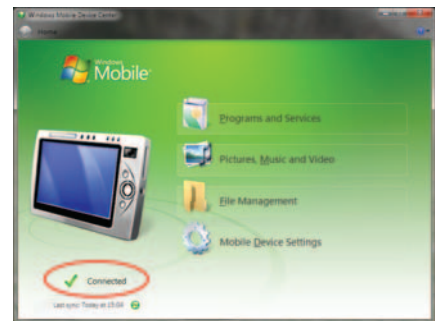 Windows Mobile Device Center
Home
Windows
Mobile
Programs and Services
Pictures, Music and Video
File Management
Mobile Device Settings
Connected
Last sync: Today at 15:04